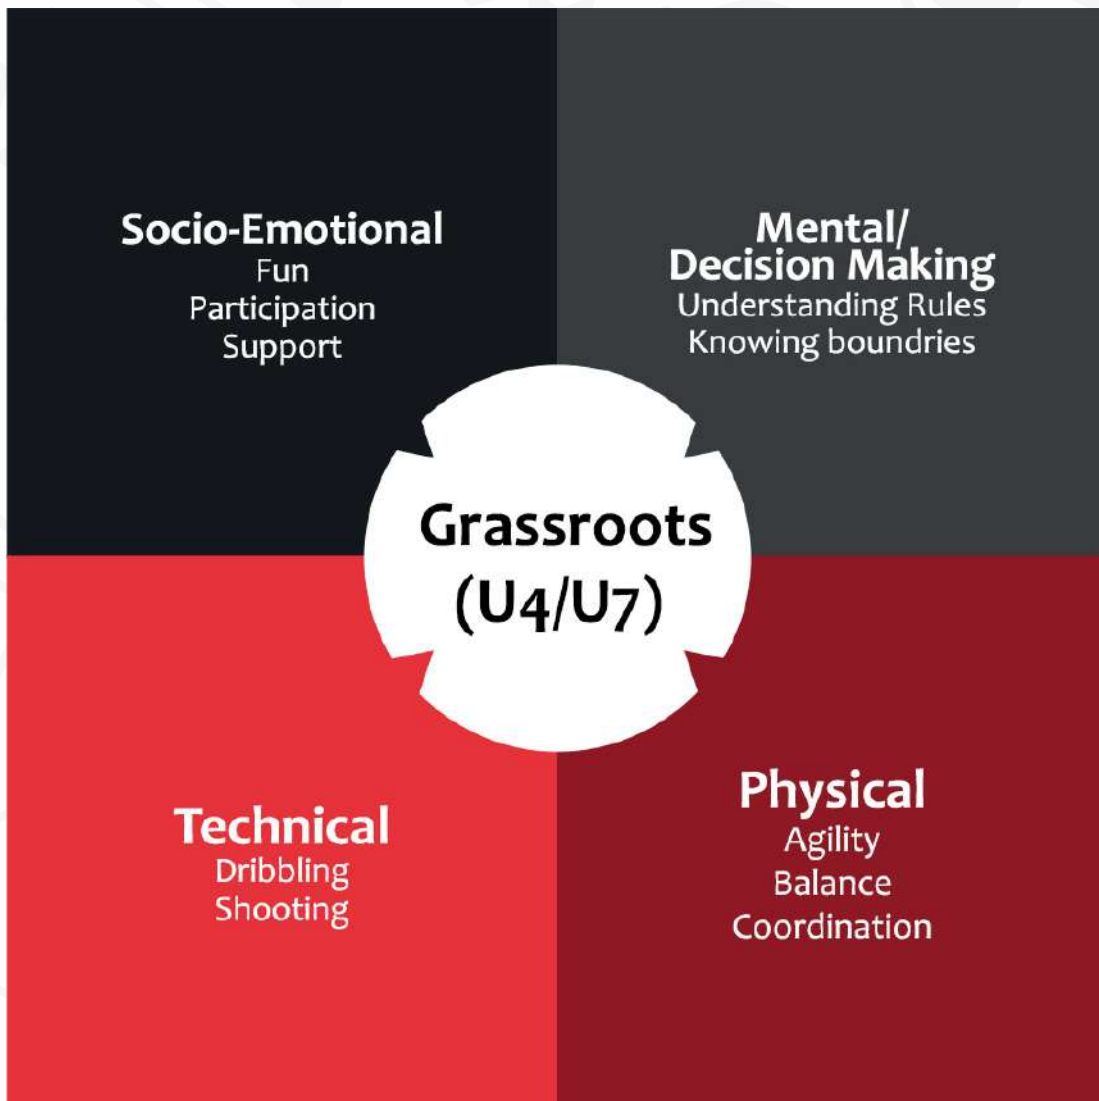 Socio-Emotional
Fun
Participation
Support
Mental/
Decision Making
Understanding Rules
Knowing boundries
Grassroots
(U4/U7)
Technical
Dribbling
Shooting
Physical
Agility
Balance
Coordination